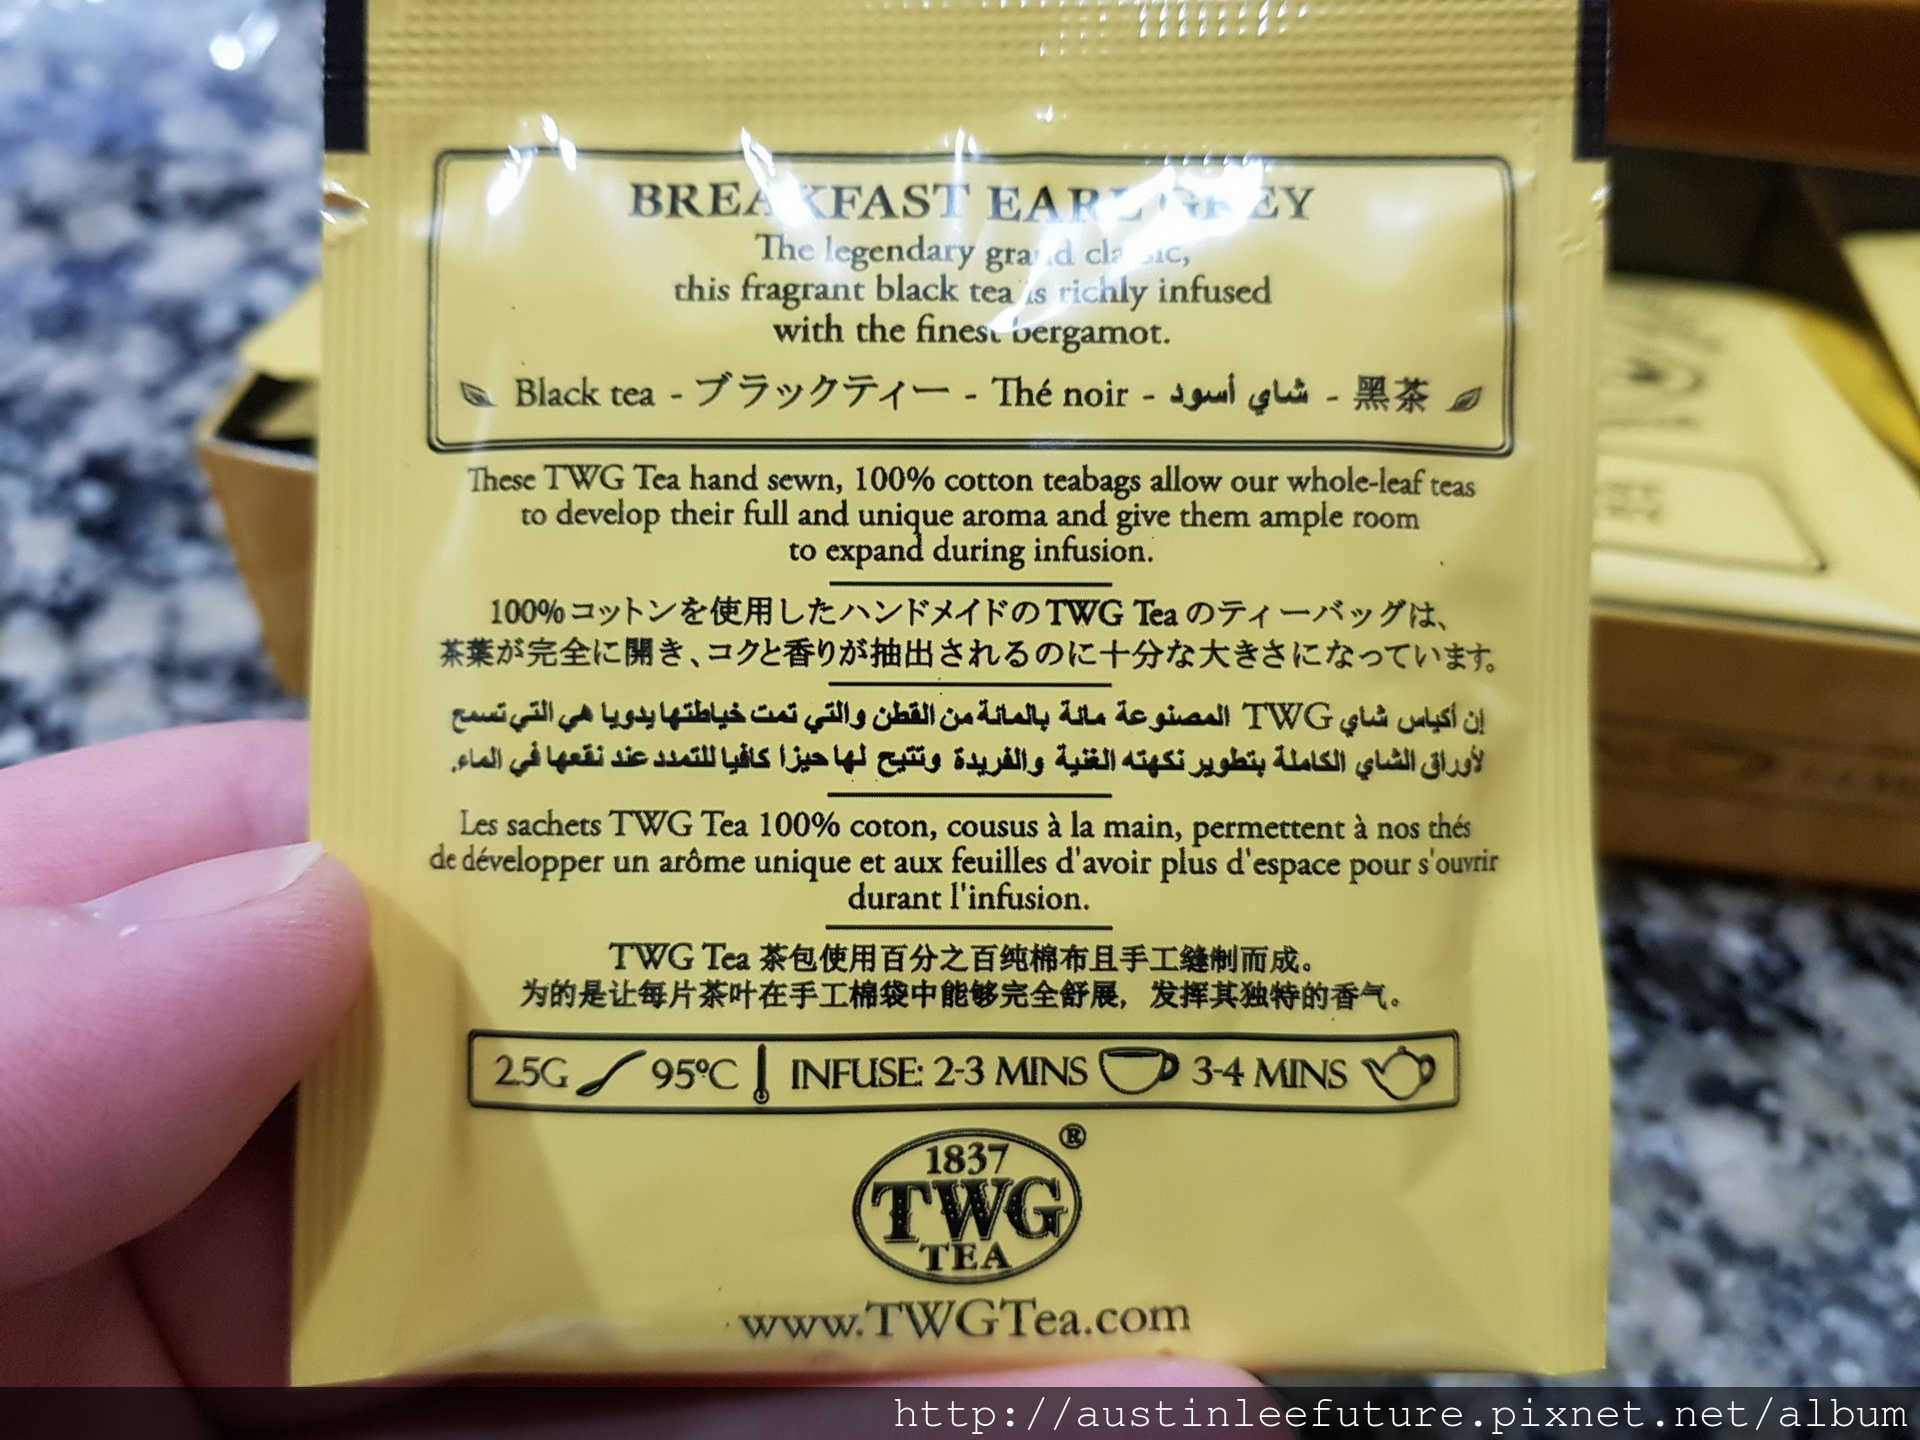 BREAKFAST EARL GREY
The legendary grand classic,
this fragrant black tea is richly infused
with the finest bergamot.
Black tea - ブラックティー - Thé noir - شاي أسود - 黑茶
These TWG Tea hand sewn, 100% cotton teabags allow our whole-leaf teas
to develop their full and unique aroma and give them ample room
to expand during infusion.
100%コットンを使用したハンドメイドのTWG Teaのティーバッグは、
茶葉が完全に開き、コクと香りが抽出されるのに十分な大きさになっています。
إن أكياس شاي TWG المصنوعة مائة بالمائة من القطن والتي تمت خياطتها يدويا هي التي تسمح
لأوراق الشاي الكاملة بتطوير نكهته الغنية والفريدة وتتيح لها حيزا كافيا للتمدد عند نقعها في الماء.
Les sachets TWG Tea 100% coton, cousus à la main, permettent à nos thés
de développer un arôme unique et aux feuilles d'avoir plus d'espace pour s'ouvrir
durant l'infusion.
TWG Tea 茶包使用百分之百纯棉布且手工缝制而成。
为的是让每片茶叶在手工棉袋中能够完全舒展，发挥其独特的香气。
2.5G 95ºC INFUSE: 2-3 MINS 3-4 MINS
1837 ®
TWG
TEA
www.TWGTea.com
http://austinleefuture.pixnet.net/album